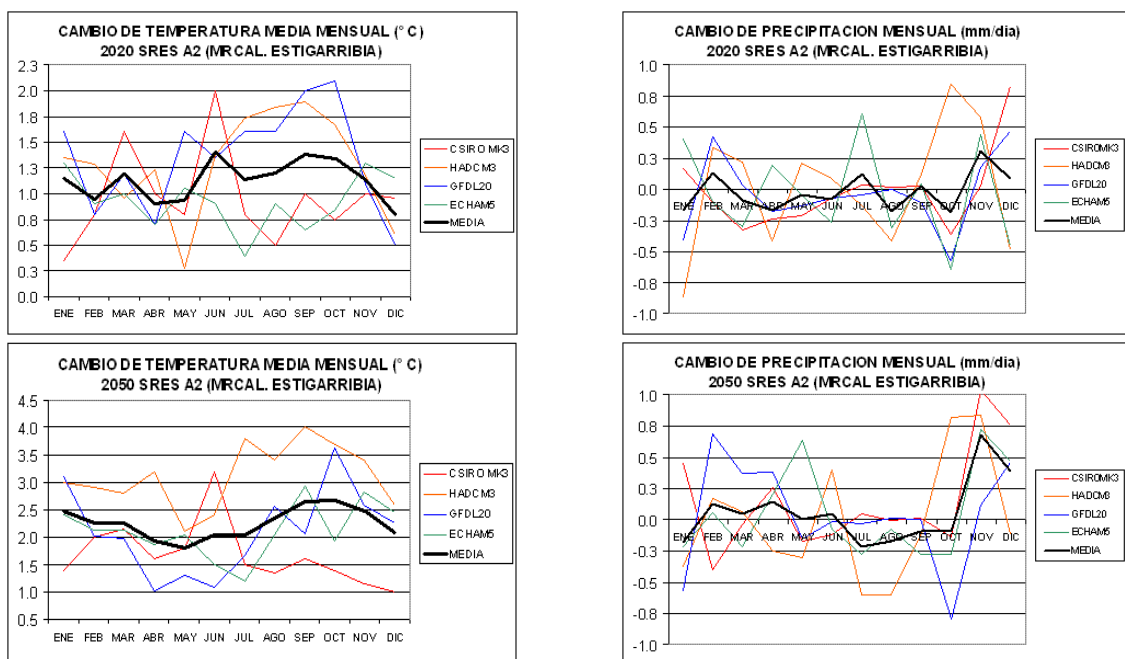 CAMBIO DE TEMPERATURA MEDIA MENSUAL (° C)
2020 SRES A2 (MRCAL. ESTIGARRIBIA)
2.3
2.0
1.8
1.5
1.3
1.0
0.8
0.5
0.3
0.0
ENE FEB MAR ABR MAY JUN JUL AGO SEP OCT NOV DIC
CSIRO MK3
HADCM3
GFDL20
ECHAM5
MEDIA
CAMBIO DE PRECIPITACION MENSUAL (mm/dia)
2020 SRES A2 (MRCAL ESTIGARRIBIA)
1.0
0.8
0.5
0.3
0.0
-0.3
-0.5
-0.8
-1.0
ENE FEB MAR ABR MAY JUN JUL AGO SEP OCT NOV DIC
CSIROMK3
HADCM3
GFDL20
ECHAM5
MEDIA
CAMBIO DE TEMPERATURA MEDIA MENSUAL (° C)
2050 SRES A2 (MRCAL. ESTIGARRIBIA)
4.5
4.0
3.5
3.0
2.5
2.0
1.5
1.0
0.5
ENE FEB MAR ABR MAY JUN JUL AGO SEP OCT NOV DIC
CSIRO MK3
HADCM3
GFDL20
ECHAM5
MEDIA
CAMBIO DE PRECIPITACION MENSUAL (mm/dia)
2050 SRES A2 (MRCAL ESTIGARRIBIA)
1.0
0.8
0.5
0.3
0.0
-0.3
-0.5
-0.8
-1.0
ENE FEB MAR ABR MAY JUN JUL AGO SEP OCT NOV DIC
CSIROMK3
HADCM3
GFDL20
ECHAM5
MEDIA